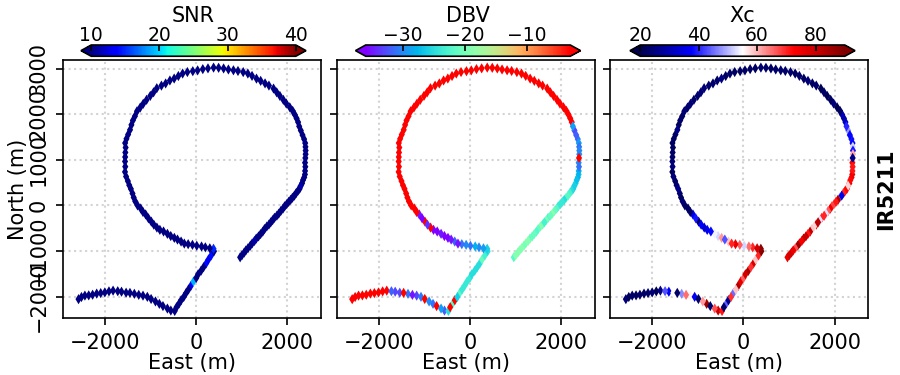 SNR
DBV
Xc
10 20 30 40
−30 −20 −10
20 40 60 80
North (m)
3000
2000
1000
0
−1000
−2000
−2000 0 2000
−2000 0 2000
−2000 0 2000
East (m)
East (m)
East (m)
IR5211